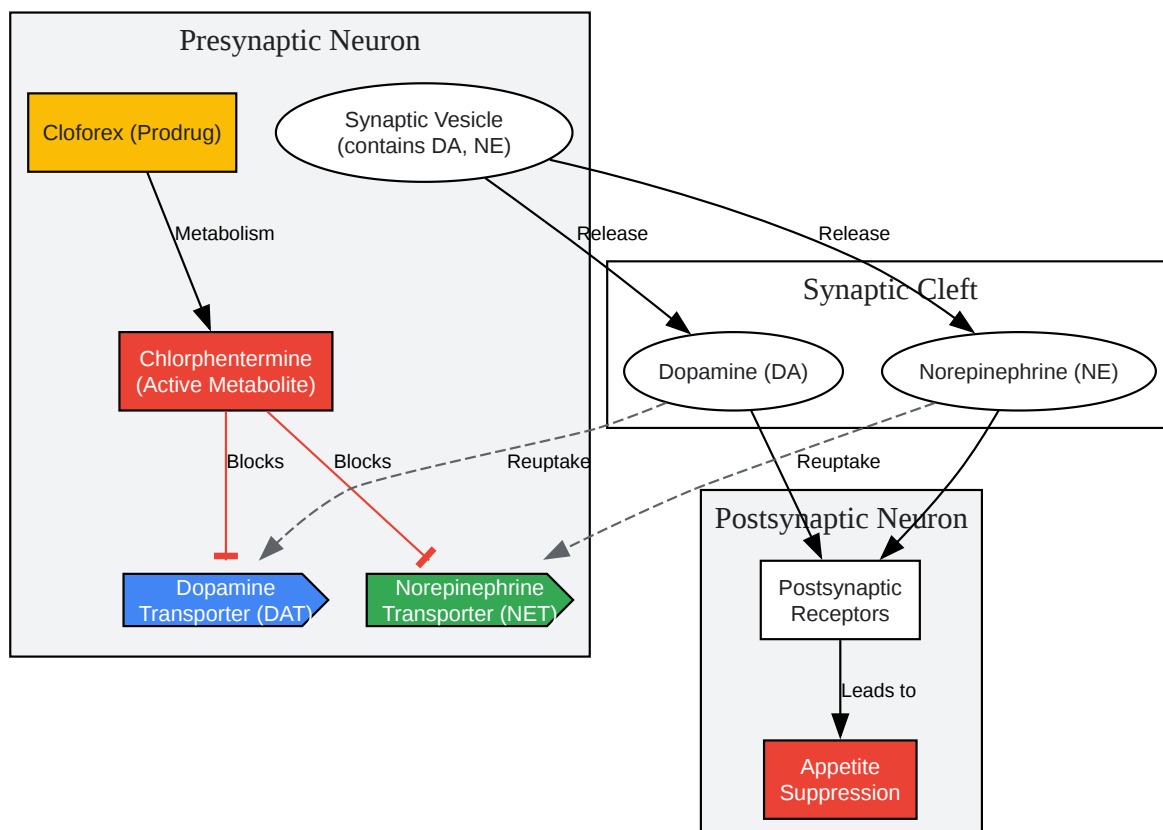 Presynaptic Neuron
Cloforex (Prodrug)
Synaptic Vesicle
(contains DA, NE)
Metabolism
Release
Release
Synaptic Cleft
Chlorphentermine
(Active Metabolite)
Dopamine (DA)
Norepinephrine (NE)
Blocks
Blocks
Reuptake
Reuptake
Postsynaptic Neuron
Dopamine
Transporter (DAT)
Norepinephrine
Transporter (NET)
Postsynaptic
Receptors
Leads to
Appetite
Suppression